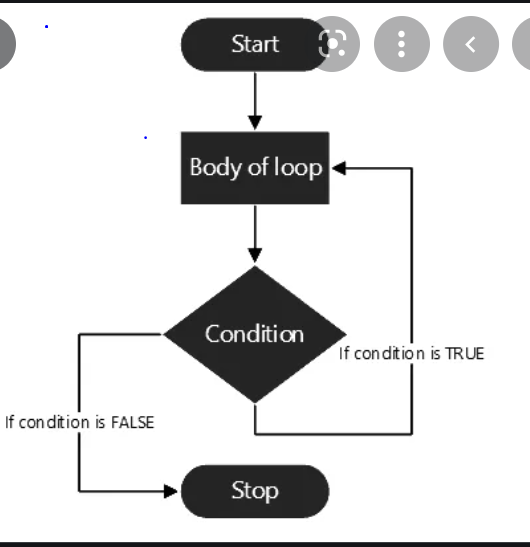 Start
Body of loop
Condition
If condition is TRUE
If condition is FALSE
Stop